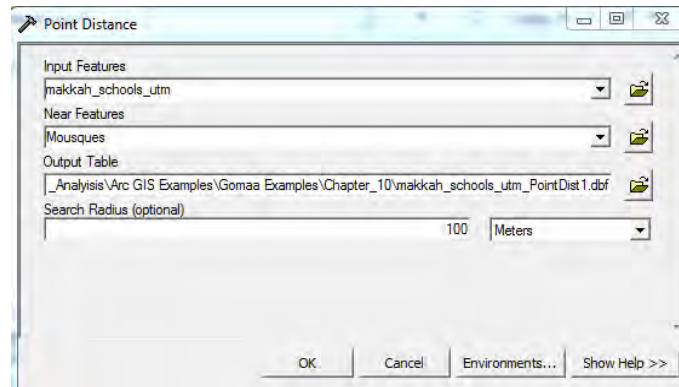 Point Distance
Input Features
makkah_schools_utm
Near Features
Mousques
Output Table
_Analyisis\Arc GIS Examples\Gomaa Examples\Chapter_10\makkah_schools_utm_PointDist1.dbf
Search Radius (optional)
100 Meters
OK Cancel Environments... Show Help >>